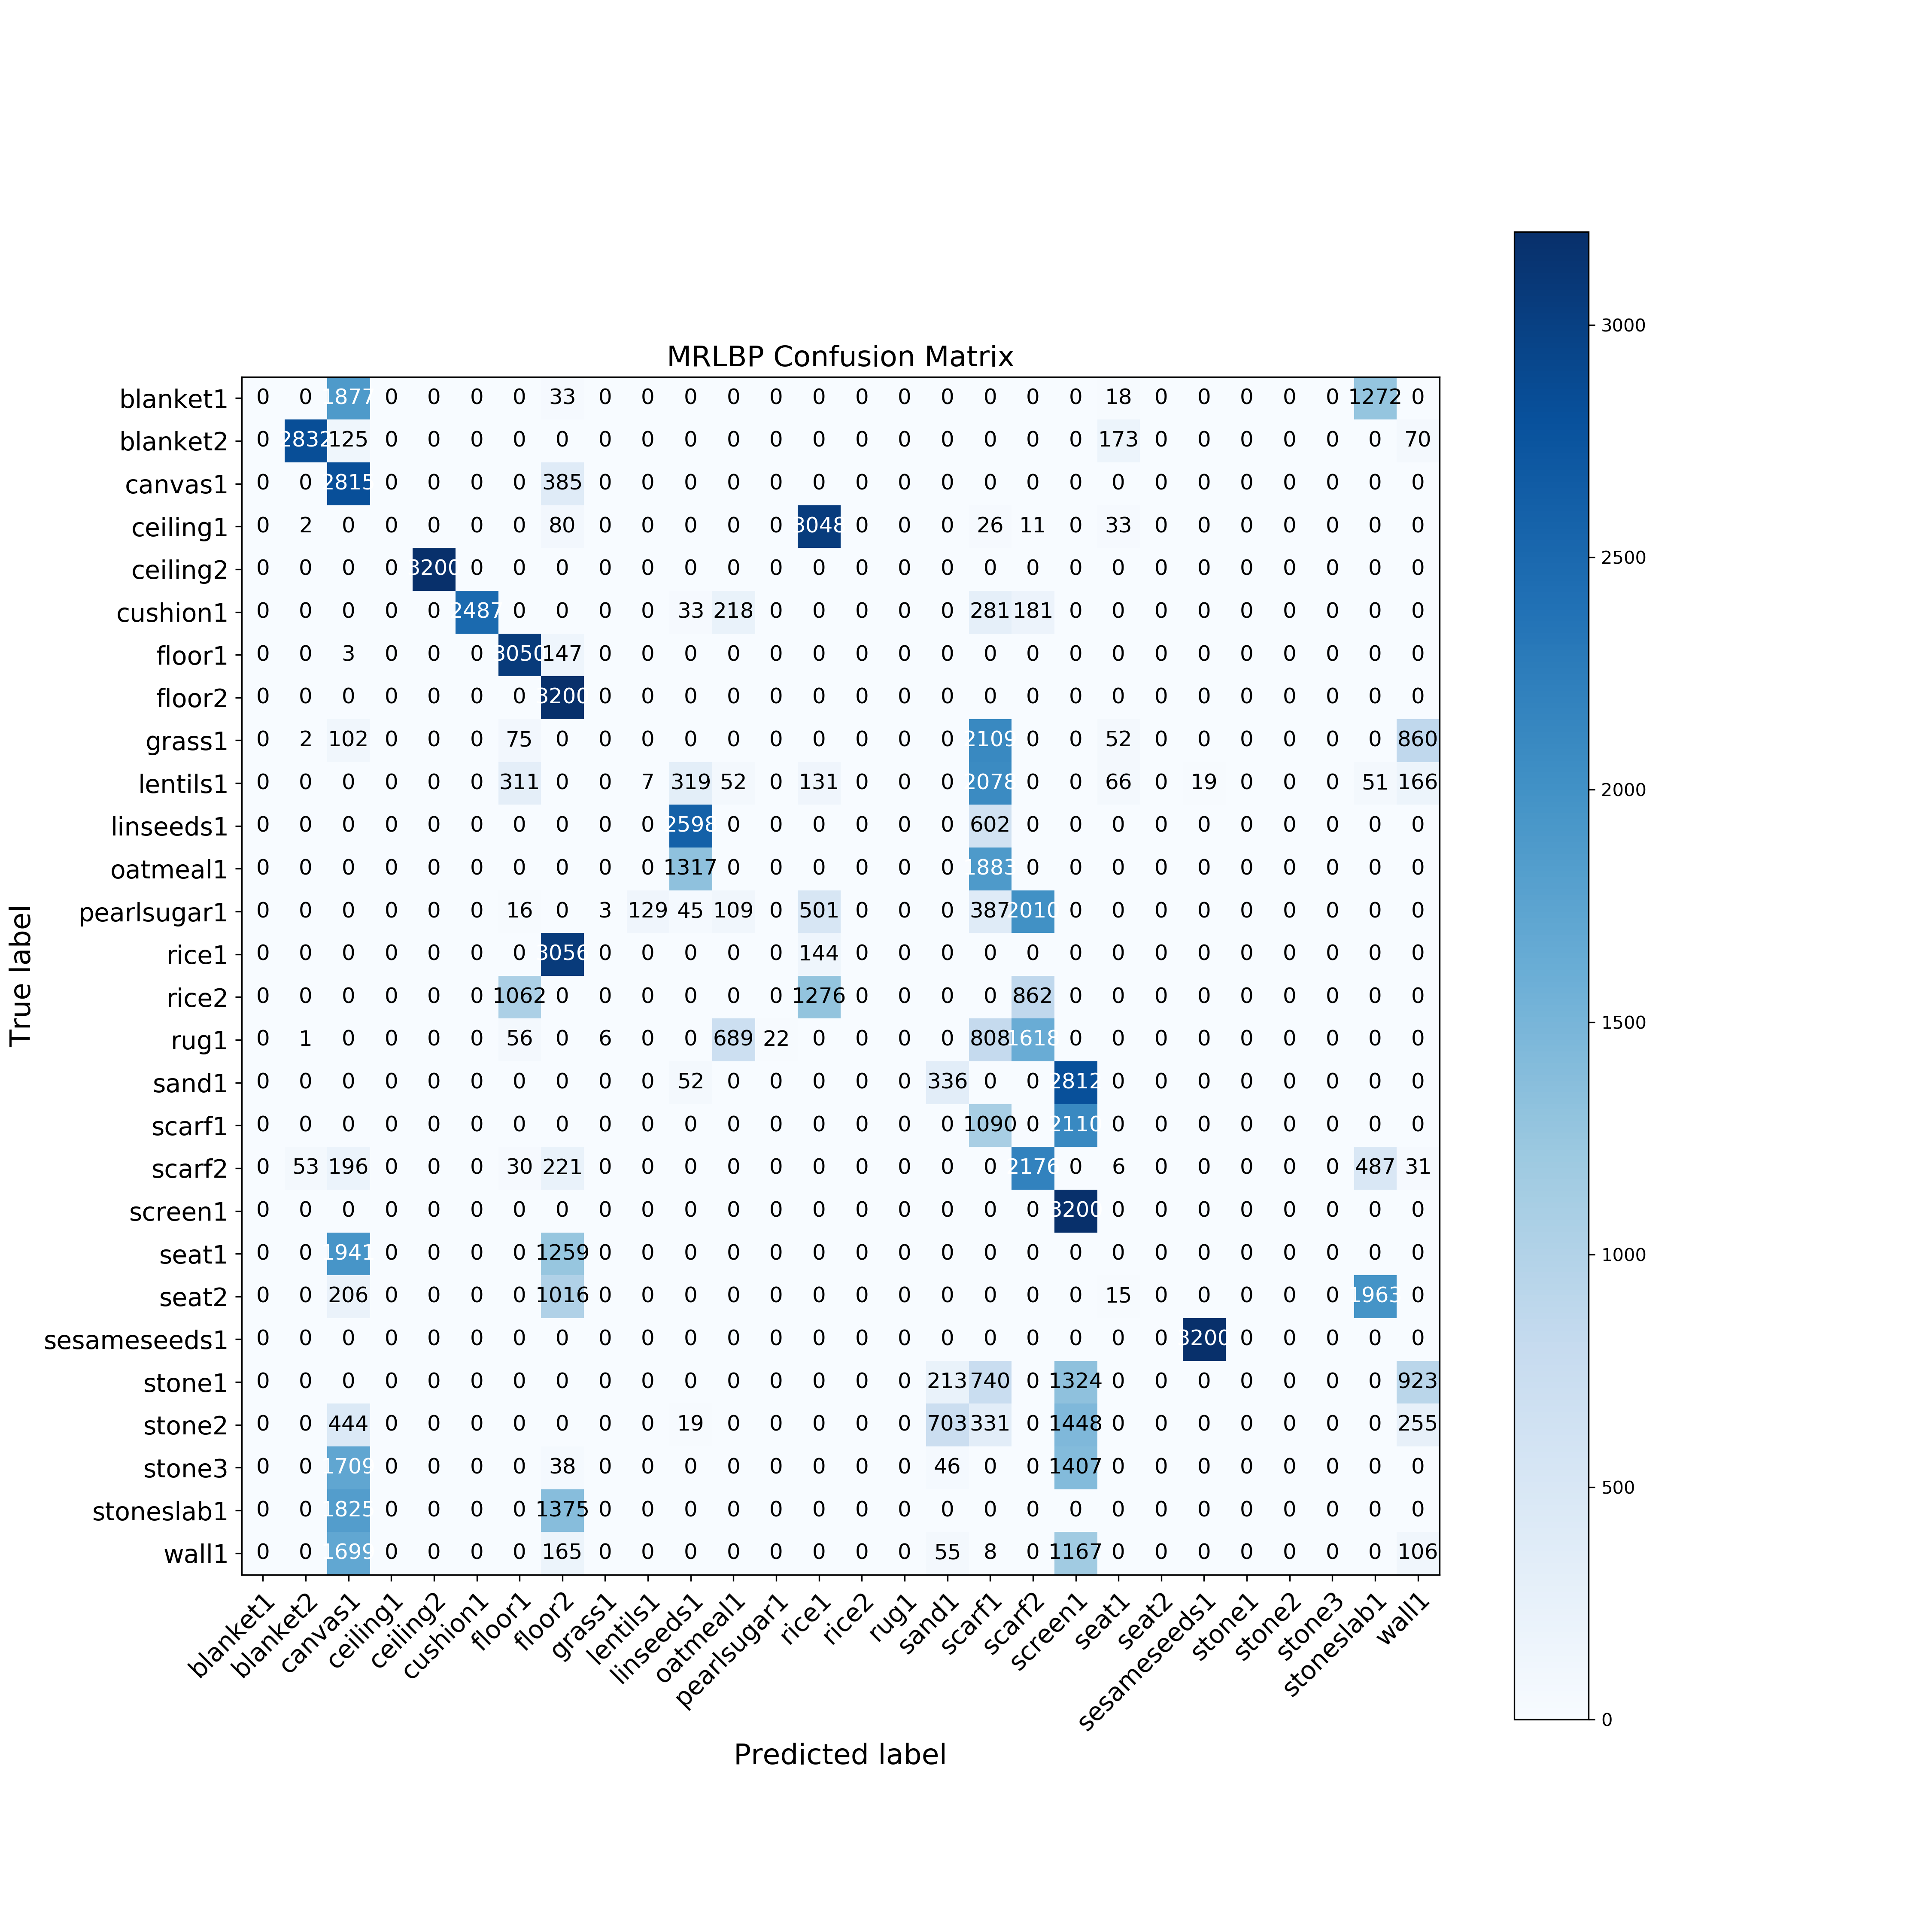 MRLBP Confusion Matrix
blanket1 0 0 1877 0 0 0 0 33 0 0 0 0 0 0 0 0 0 0 0 0 18 0 0 0 0 0 1272 0
blanket2 0 2832 125 0 0 0 0 0 0 0 0 0 0 0 0 0 0 0 0 0 173 0 0 0 0 0 0 70
canvas1 0 0 2815 0 0 0 0 385 0 0 0 0 0 0 0 0 0 0 0 0 0 0 0 0 0 0 0 0
ceiling1 0 2 0 0 0 0 0 80 0 0 0 0 0 3048 0 0 0 26 11 0 33 0 0 0 0 0 0 0
ceiling2 0 0 0 0 3200 0 0 0 0 0 0 0 0 0 0 0 0 0 0 0 0 0 0 0 0 0 0 0
cushion1 0 0 0 0 0 2487 0 0 0 0 33 218 0 0 0 0 0 281 181 0 0 0 0 0 0 0 0 0
floor1 0 0 3 0 0 0 3050 147 0 0 0 0 0 0 0 0 0 0 0 0 0 0 0 0 0 0 0 0
floor2 0 0 0 0 0 0 0 3200 0 0 0 0 0 0 0 0 0 0 0 0 0 0 0 0 0 0 0 0
grass1 0 2 102 0 0 0 75 0 0 0 0 0 0 0 0 0 0 2109 0 0 52 0 0 0 0 0 0 860
lentils1 0 0 0 0 0 0 311 0 0 7 319 52 0 131 0 0 0 2078 0 0 66 0 19 0 0 0 51 166
linseeds1 0 0 0 0 0 0 0 0 0 0 2598 0 0 0 0 0 0 602 0 0 0 0 0 0 0 0 0 0
oatmeal1 0 0 0 0 0 0 0 0 0 0 1317 0 0 0 0 0 0 1883 0 0 0 0 0 0 0 0 0 0
pearlsugar1 0 0 0 0 0 0 16 0 3 129 45 109 0 501 0 0 0 387 2010 0 0 0 0 0 0 0 0 0
rice1 0 0 0 0 0 0 0 3056 0 0 0 0 0 144 0 0 0 0 0 0 0 0 0 0 0 0 0 0
rice2 0 0 0 0 0 0 1062 0 0 0 0 0 0 1276 0 0 0 0 862 0 0 0 0 0 0 0 0 0
rug1 0 1 0 0 0 0 56 0 6 0 0 689 22 0 0 0 0 808 1618 0 0 0 0 0 0 0 0 0
sand1 0 0 0 0 0 0 0 0 0 0 52 0 0 0 0 0 336 0 0 2812 0 0 0 0 0 0 0 0
scarf1 0 0 0 0 0 0 0 0 0 0 0 0 0 0 0 0 0 1090 0 2110 0 0 0 0 0 0 0 0
scarf2 0 53 196 0 0 0 30 221 0 0 0 0 0 0 0 0 0 0 2176 0 6 0 0 0 0 0 487 31
screen1 0 0 0 0 0 0 0 0 0 0 0 0 0 0 0 0 0 0 0 3200 0 0 0 0 0 0 0 0
seat1 0 0 1941 0 0 0 0 1259 0 0 0 0 0 0 0 0 0 0 0 0 0 0 0 0 0 0 0 0
seat2 0 0 206 0 0 0 0 1016 0 0 0 0 0 0 0 0 0 0 0 0 15 0 0 0 0 0 1963 0
sesameseeds1 0 0 0 0 0 0 0 0 0 0 0 0 0 0 0 0 0 0 0 0 0 0 3200 0 0 0 0 0
stone1 0 0 0 0 0 0 0 0 0 0 0 0 0 0 0 0 213 740 0 1324 0 0 0 0 0 0 0 923
stone2 0 0 444 0 0 0 0 0 0 0 19 0 0 0 0 0 703 331 0 1448 0 0 0 0 0 0 0 255
stone3 0 0 1709 0 0 0 0 38 0 0 0 0 0 0 0 0 46 0 0 1407 0 0 0 0 0 0 0 0
stoneslab1 0 0 1825 0 0 0 0 1375 0 0 0 0 0 0 0 0 0 0 0 0 0 0 0 0 0 0 0 0
wall1 0 0 1699 0 0 0 0 165 0 0 0 0 0 0 0 0 55 8 0 1167 0 0 0 0 0 0 0 106
True label
blanket1 blanket2 canvas1 ceiling1 ceiling2 cushion1 floor1 floor2 grass1 lentils1 linseeds1 oatmeal1 pearlsugar1 rice1 rice2 rug1 sand1 scarf1 scarf2 screen1 seat1 seat2 sesameseeds1 stone1 stone2 stone3 stoneslab1 wall1
Predicted label
3000
2500
2000
1500
1000
500
0